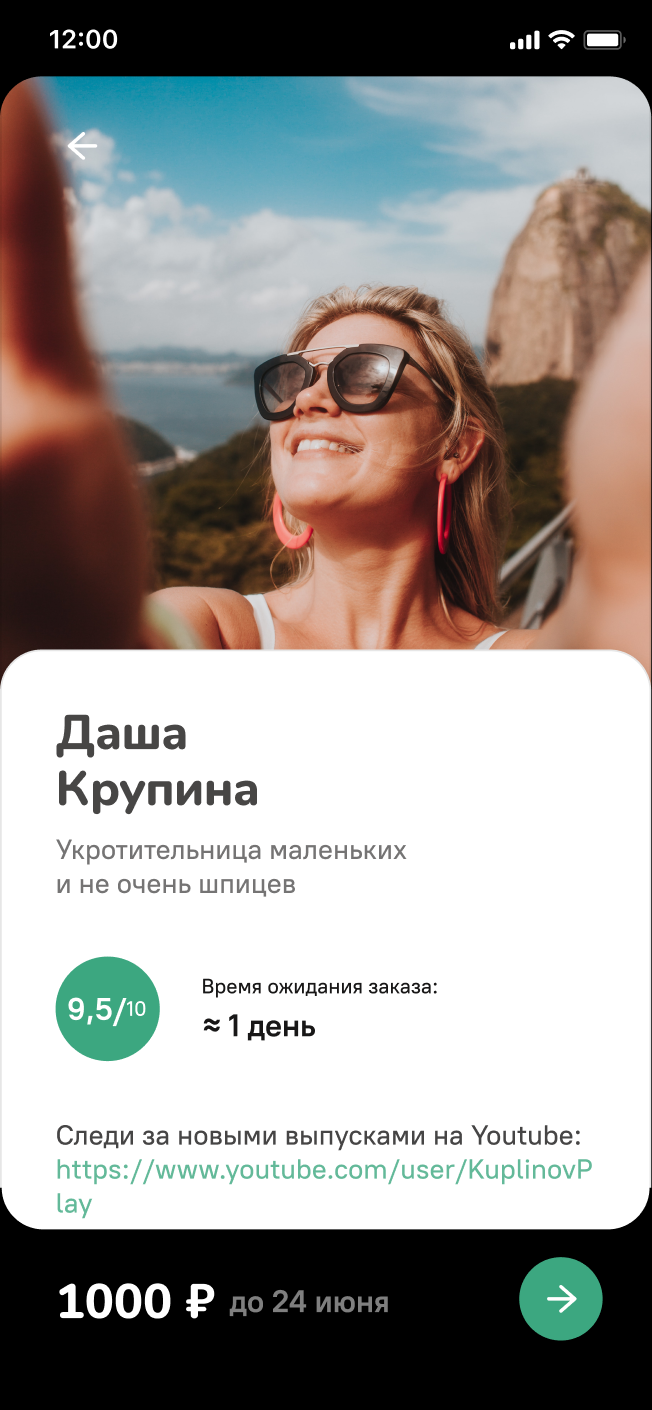 12:00
Даша
Крупина
Укротительница маленьких
и не очень шпицев
9,5/10
Время ожидания заказа:
≈ 1 день
Следи за новыми выпусками на Youtube:
https://www.youtube.com/user/KuplinovP
lay
1000 ₽ до 24 июня